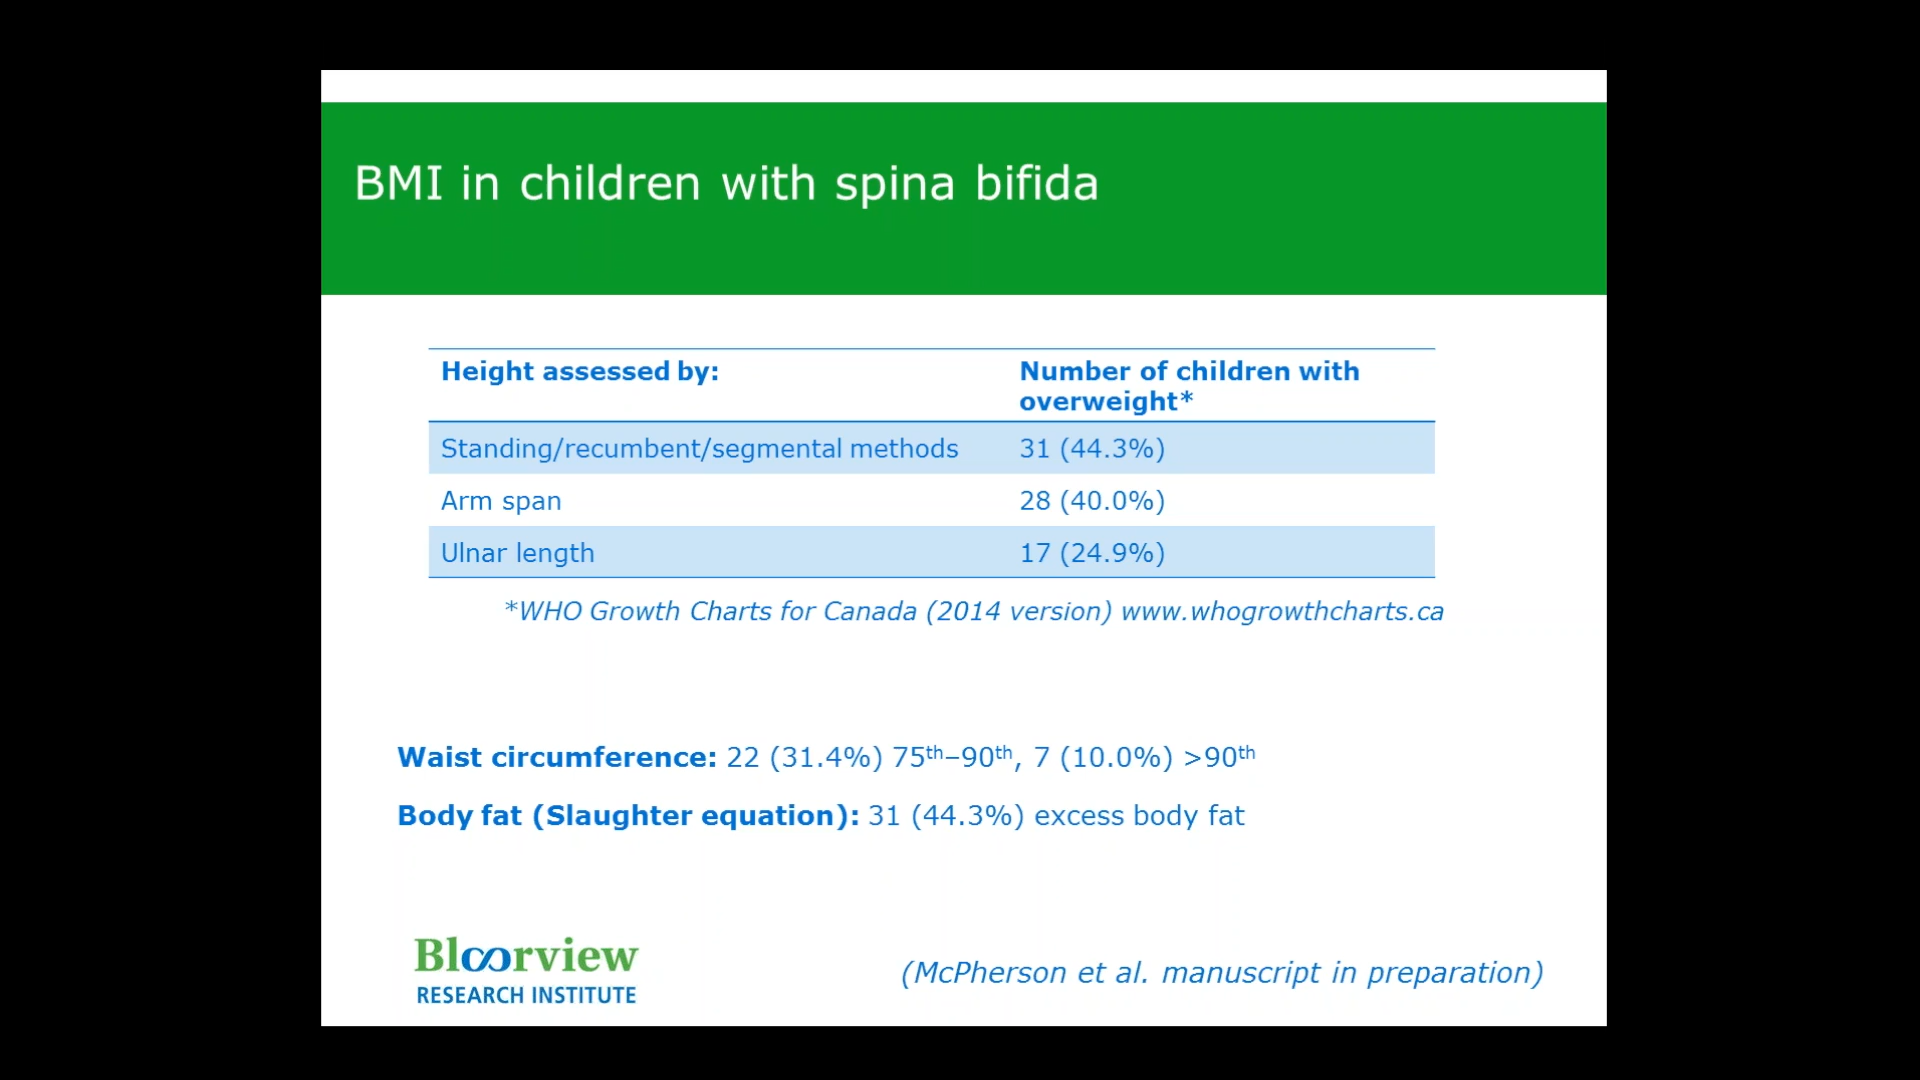 BMI in children with spina bifida
Height assessed by: Number of children with
overweight*
Standing/recumbent/segmental methods 31 (44.3%)
Arm span 28 (40.0%)
Ulnar length 17 (24.9%)
*WHO Growth Charts for Canada (2014 version) www.whogrowthcharts.ca
Waist circumference: 22 (31.4%) 75th–90th, 7 (10.0%) >90th
Body fat (Slaughter equation): 31 (44.3%) excess body fat
Bloorview
RESEARCH INSTITUTE
(McPherson et al. manuscript in preparation)